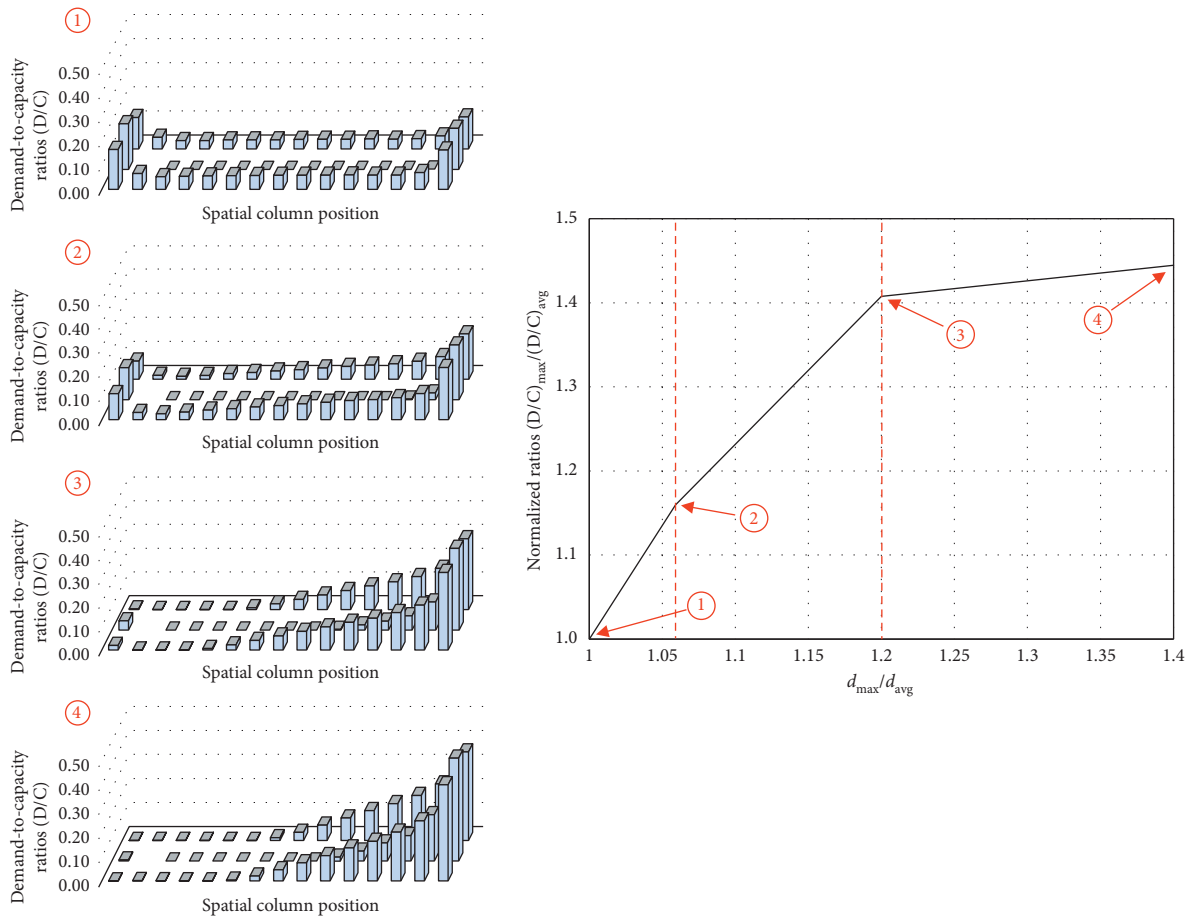 1
Demand-to-capacity
ratios (D/C)
0.50
0.40
0.30
0.20
0.10
0.00
Spatial column position
2
Demand-to-capacity
ratios (D/C)
0.50
0.40
0.30
0.20
0.10
0.00
Spatial column position
3
Demand-to-capacity
ratios (D/C)
0.50
0.40
0.30
0.20
0.10
0.00
Spatial column position
4
Demand-to-capacity
ratios (D/C)
0.50
0.40
0.30
0.20
0.10
0.00
Spatial column position
Normalized ratios (D/C)max/(D/C)avg
1.5
1.4
1.3
1.2
1.1
1.0
1 1.05 1.1 1.15 1.2 1.25 1.3 1.35 1.4
dmax/davg
1
2
3
4